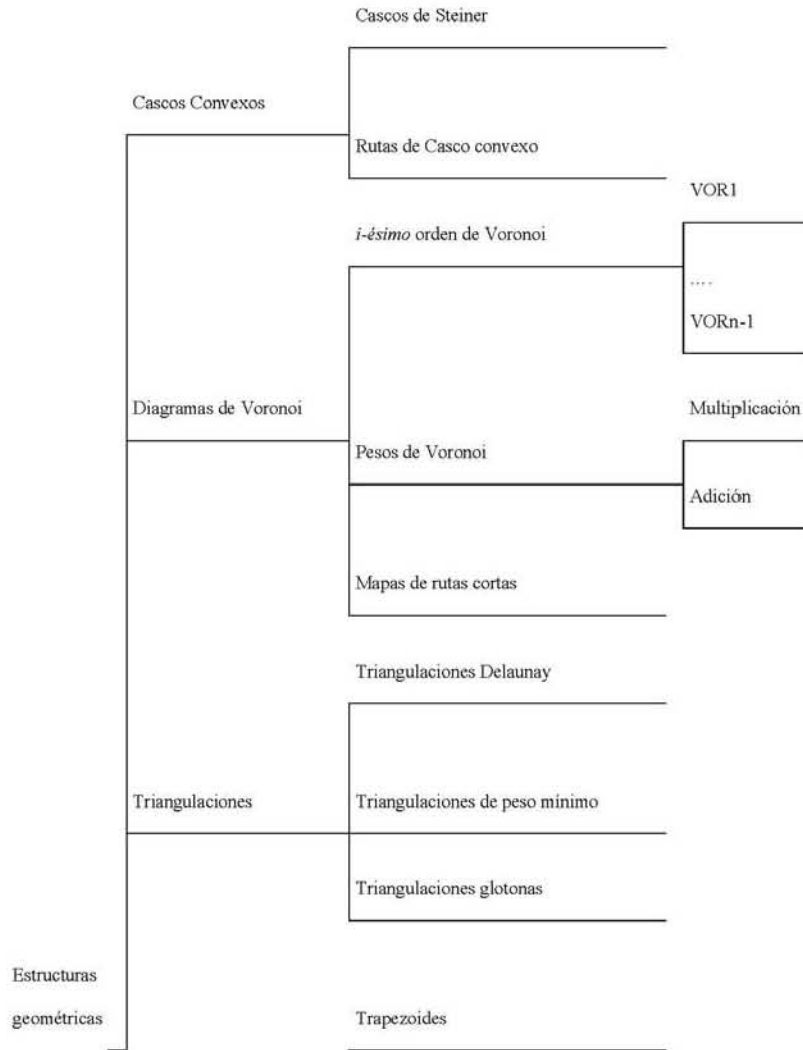 Cascos de Steiner
Cascos Convexos
Rutas de Casco convexo
VOR1
i-ésimo orden de Voronoi
....
VORn-1
Diagramas de Voronoi
Multiplicación
Pesos de Voronoi
Adición
Mapas de rutas cortas
Triangulaciones Delaunay
Triangulaciones
Triangulaciones de peso mínimo
Triangulaciones glotonas
Estructuras
geométricas
Trapezoides